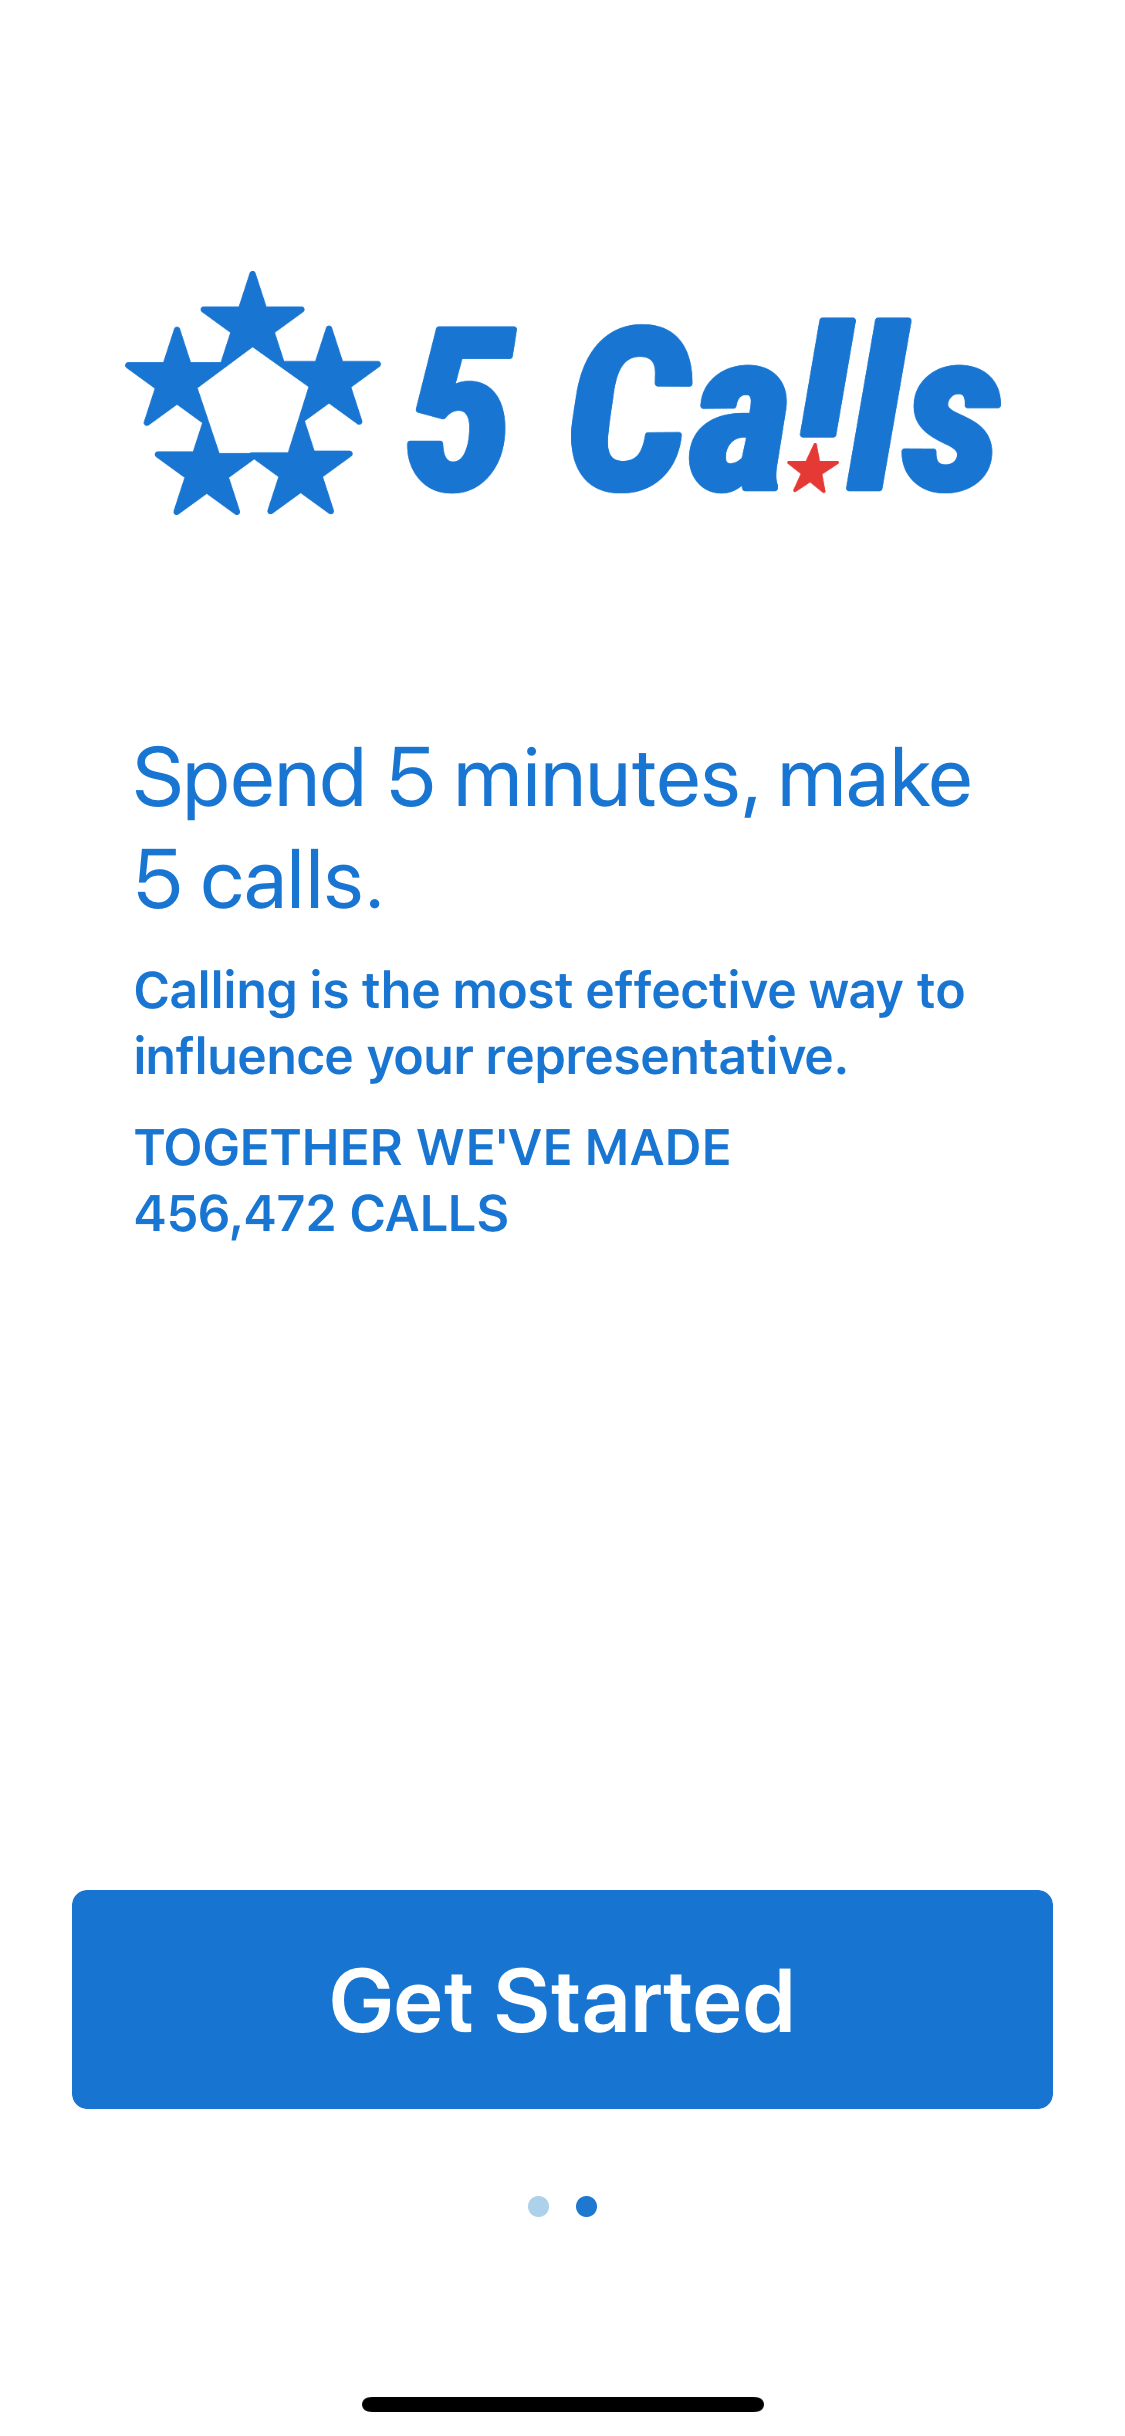 5 Calls
Spend 5 minutes, make
5 calls.
Calling is the most effective way to
influence your representative.
TOGETHER WE'VE MADE
456,472 CALLS
Get Started